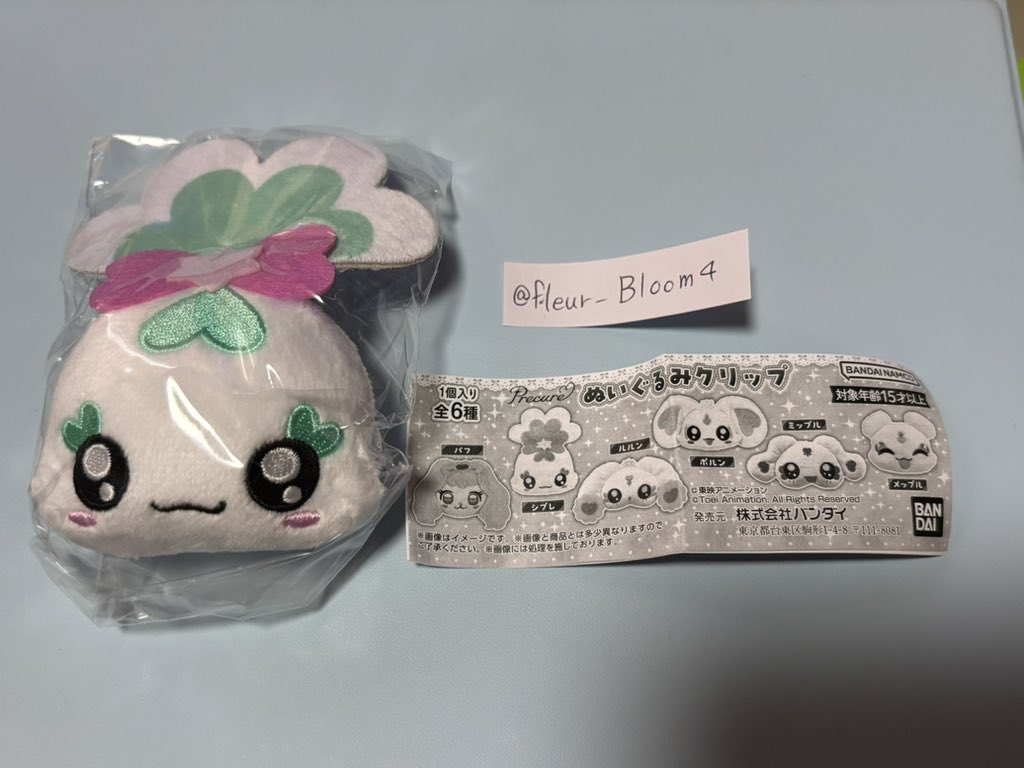 @fleur_Bloom4
1個入り
全6種
Precure
ぬいぐるみクリップ
BANDAI NAMCO
対象年齢15才以上
パフ
シプレ
ルルン
ポルン
ミップル
メップル
©東映アニメーション
©Toei Animation. All Rights Reserved
発売元 株式会社バンダイ
東京都台東区駒形1-4-8 〒111-8081
BAN
DAI
※画像はイメージです。※画像と商品とは多少異なりますので
ご了承ください。※画像には処理を施しております。